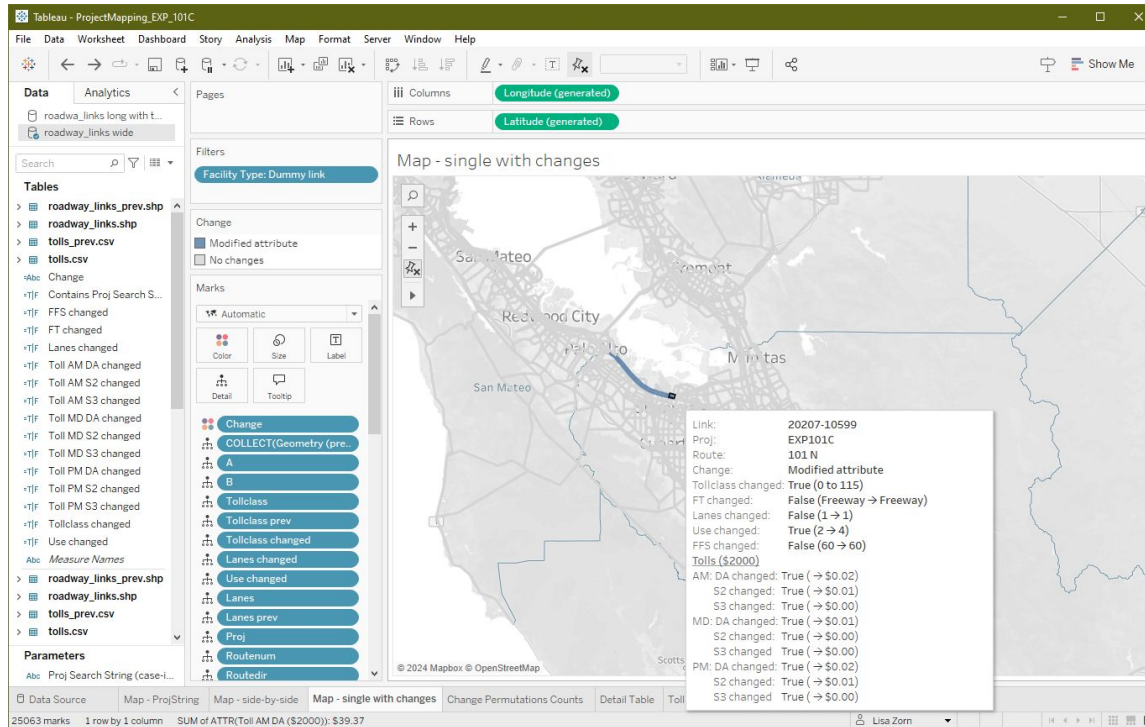 Tableau - ProjectMapping_EXP_101C
File Data Worksheet Dashboard Story Analysis Map Format Server Window Help
Show Me
Data Analytics
roadwa_links long with t...
roadway_links wide
Search
Tables
roadway_links_prev.shp
roadway_links.shp
tolls_prev.csv
tolls.csv
=Abc Change
=T|F Contains Proj Search S...
=T|F FFS changed
=T|F FT changed
=T|F Lanes changed
=T|F Toll AM DA changed
=T|F Toll AM S2 changed
=T|F Toll AM S3 changed
=T|F Toll MD DA changed
=T|F Toll MD S2 changed
=T|F Toll MD S3 changed
=T|F Toll PM DA changed
=T|F Toll PM S2 changed
=T|F Toll PM S3 changed
=T|F Tollclass changed
=T|F Use changed
Abc Measure Names
roadway_links_prev.shp
roadway_links.shp
tolls_prev.csv
tolls.csv
Parameters
Abc Proj Search String (case-i...
Pages
Filters
Facility Type: Dummy link
Change
Modified attribute
No changes
Marks
Automatic
Color Size Label
Detail Tooltip
Change
COLLECT(Geometry (pre..
A
B
Tollclass
Tollclass prev
Tollclass changed
Lanes changed
Use changed
Lanes
Lanes prev
Proj
Routenum
Routedir
Columns Longitude (generated)
Rows Latitude (generated)
Map - single with changes
Alameda
San Mateo
Fremont
Redwood City
Palo Alto
Milpitas
San Mateo
Link: 20207-10599
Proj: EXP101C
Route: 101 N
Change: Modified attribute
Tollclass changed: True (0 to 115)
FT changed: False (Freeway → Freeway)
Lanes changed: False (1 → 1)
Use changed: True (2 → 4)
FFS changed: False (60 → 60)
Tolls ($2000)
AM: DA changed: True ( → $0.02)
S2 changed: True ( → $0.01)
S3 changed: True ( → $0.00)
MD: DA changed: True ( → $0.01)
S2 changed: True ( → $0.00)
S3 changed: True ( → $0.00)
PM: DA changed: True ( → $0.02)
S2 changed: True ( → $0.01)
S3 changed: True ( → $0.00)
© 2024 Mapbox © OpenStreetMap
Scotts
Data Source Map - ProjString Map - side-by-side Map - single with changes Change Permutations Counts Detail Table Toll
25063 marks 1 row by 1 column SUM of ATTR(Toll AM DA ($2000)): $39.37 Lisa Zorn